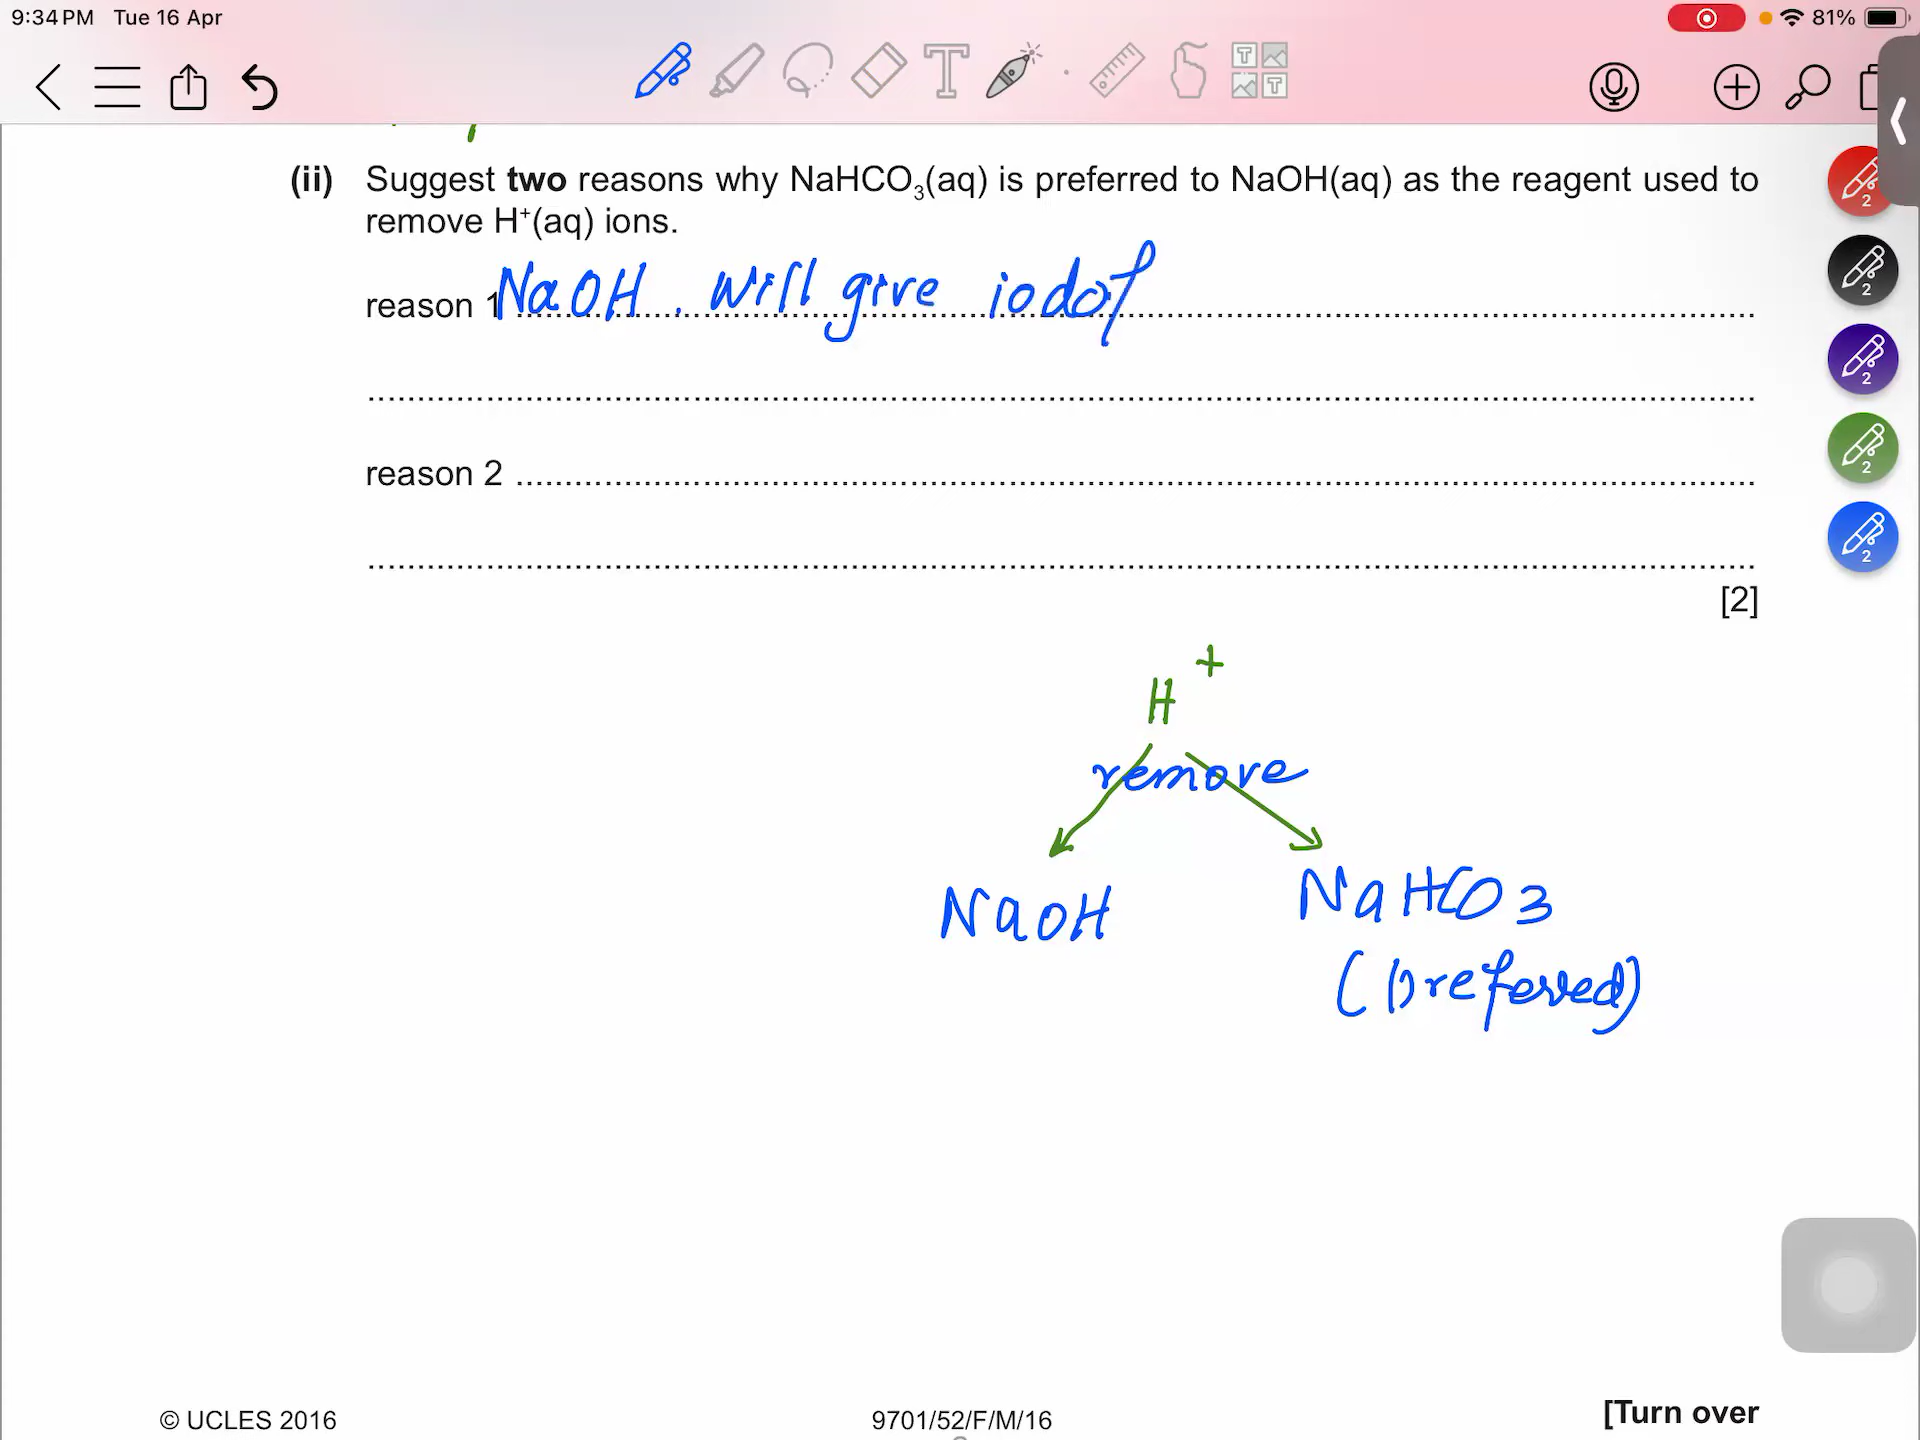 9:34 PM Tue 16 Apr 81%
(ii) Suggest two reasons why NaHCO₃(aq) is preferred to NaOH(aq) as the reagent used to
remove H⁺(aq) ions.
reason 1 NaOH will give iodof
reason 2
[2]
H⁺
remove
NaOH NaHCO₃
(preferred)
© UCLES 2016 9701/52/F/M/16 [Turn over